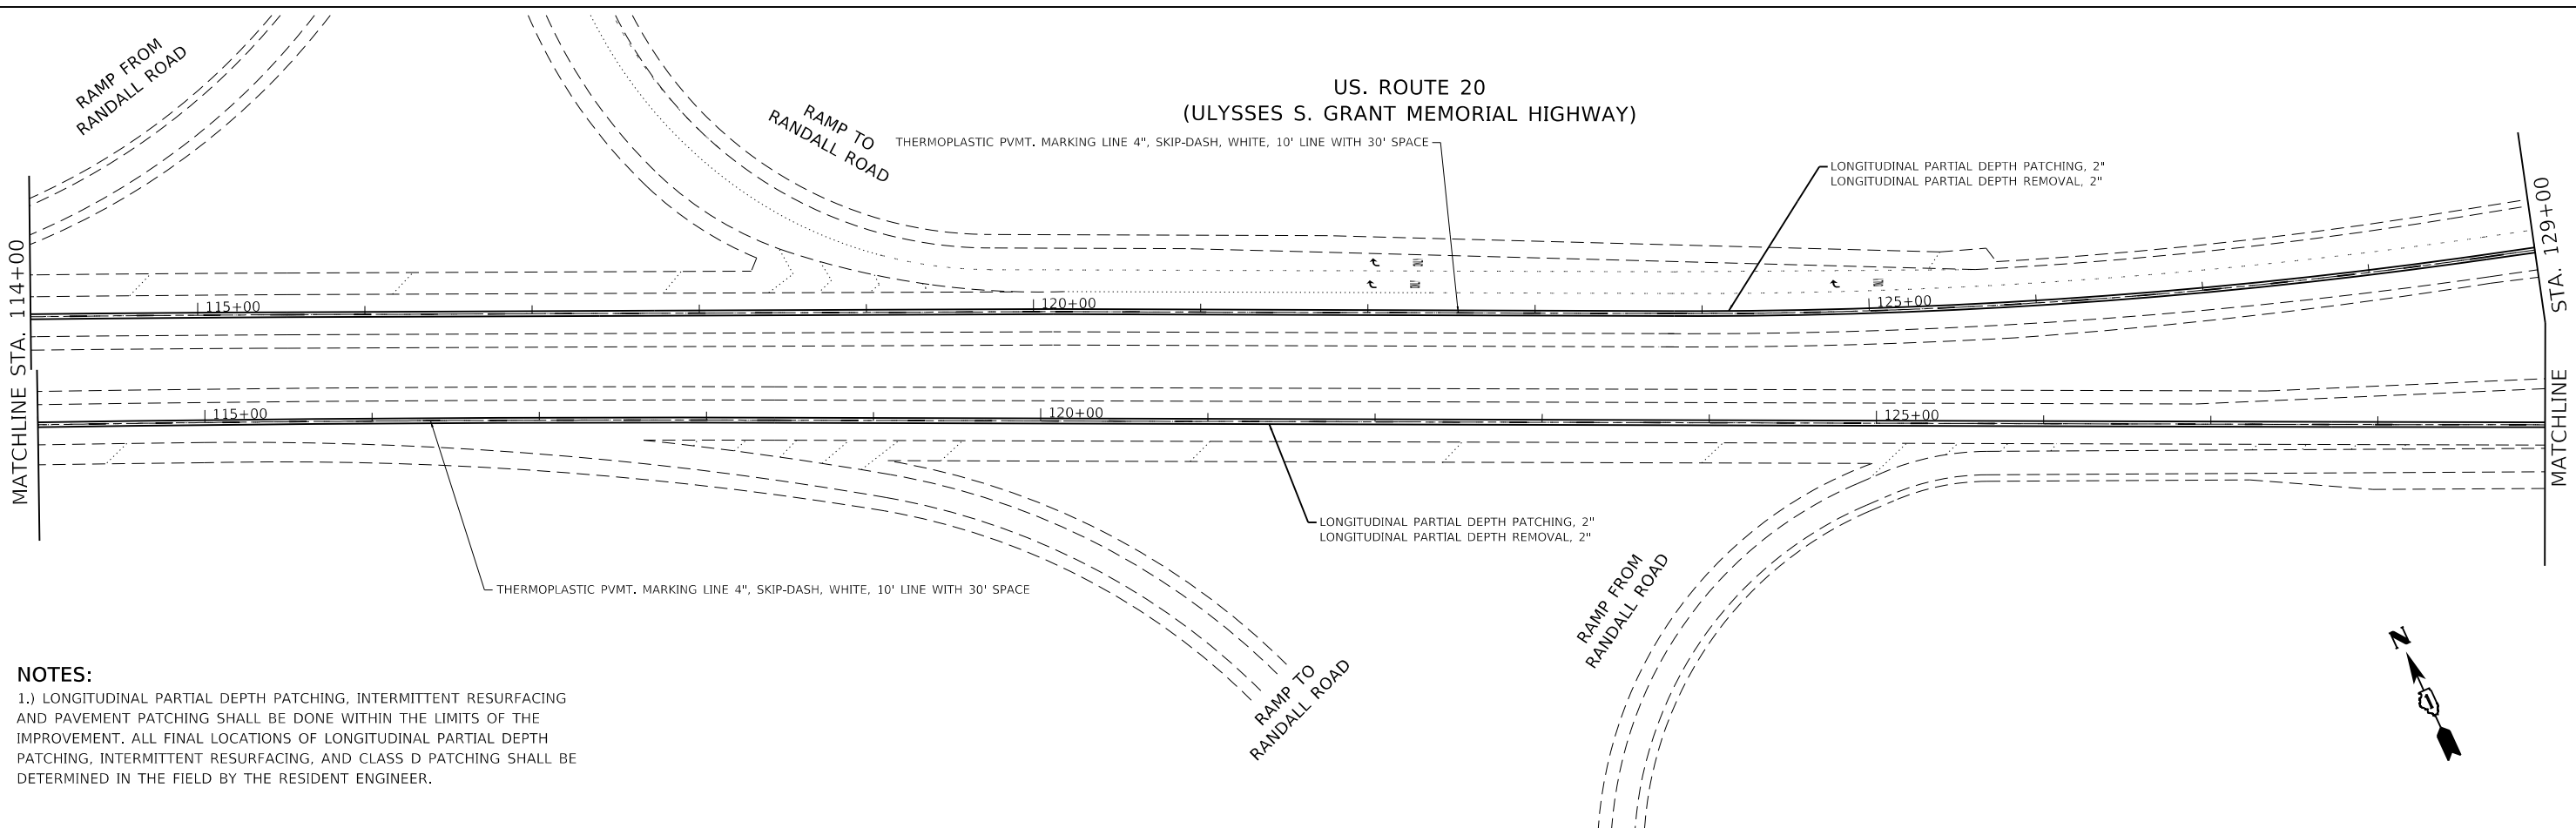 RAMP FROM
RANDALL ROAD
RAMP TO
RANDALL ROAD
US. ROUTE 20
(ULYSSES S. GRANT MEMORIAL HIGHWAY)
THERMOPLASTIC PVMT. MARKING LINE 4", SKIP-DASH, WHITE, 10' LINE WITH 30' SPACE
LONGITUDINAL PARTIAL DEPTH PATCHING, 2"
LONGITUDINAL PARTIAL DEPTH REMOVAL, 2"
MATCHLINE STA. 114+00
MATCHLINE STA. 129+00
115+00
120+00
125+00
115+00
120+00
125+00
LONGITUDINAL PARTIAL DEPTH PATCHING, 2"
LONGITUDINAL PARTIAL DEPTH REMOVAL, 2"
THERMOPLASTIC PVMT. MARKING LINE 4", SKIP-DASH, WHITE, 10' LINE WITH 30' SPACE
RAMP TO
RANDALL ROAD
RAMP FROM
RANDALL ROAD
N
NOTES:
1.) LONGITUDINAL PARTIAL DEPTH PATCHING, INTERMITTENT RESURFACING
AND PAVEMENT PATCHING SHALL BE DONE WITHIN THE LIMITS OF THE
IMPROVEMENT. ALL FINAL LOCATIONS OF LONGITUDINAL PARTIAL DEPTH
PATCHING, INTERMITTENT RESURFACING, AND CLASS D PATCHING SHALL BE
DETERMINED IN THE FIELD BY THE RESIDENT ENGINEER.